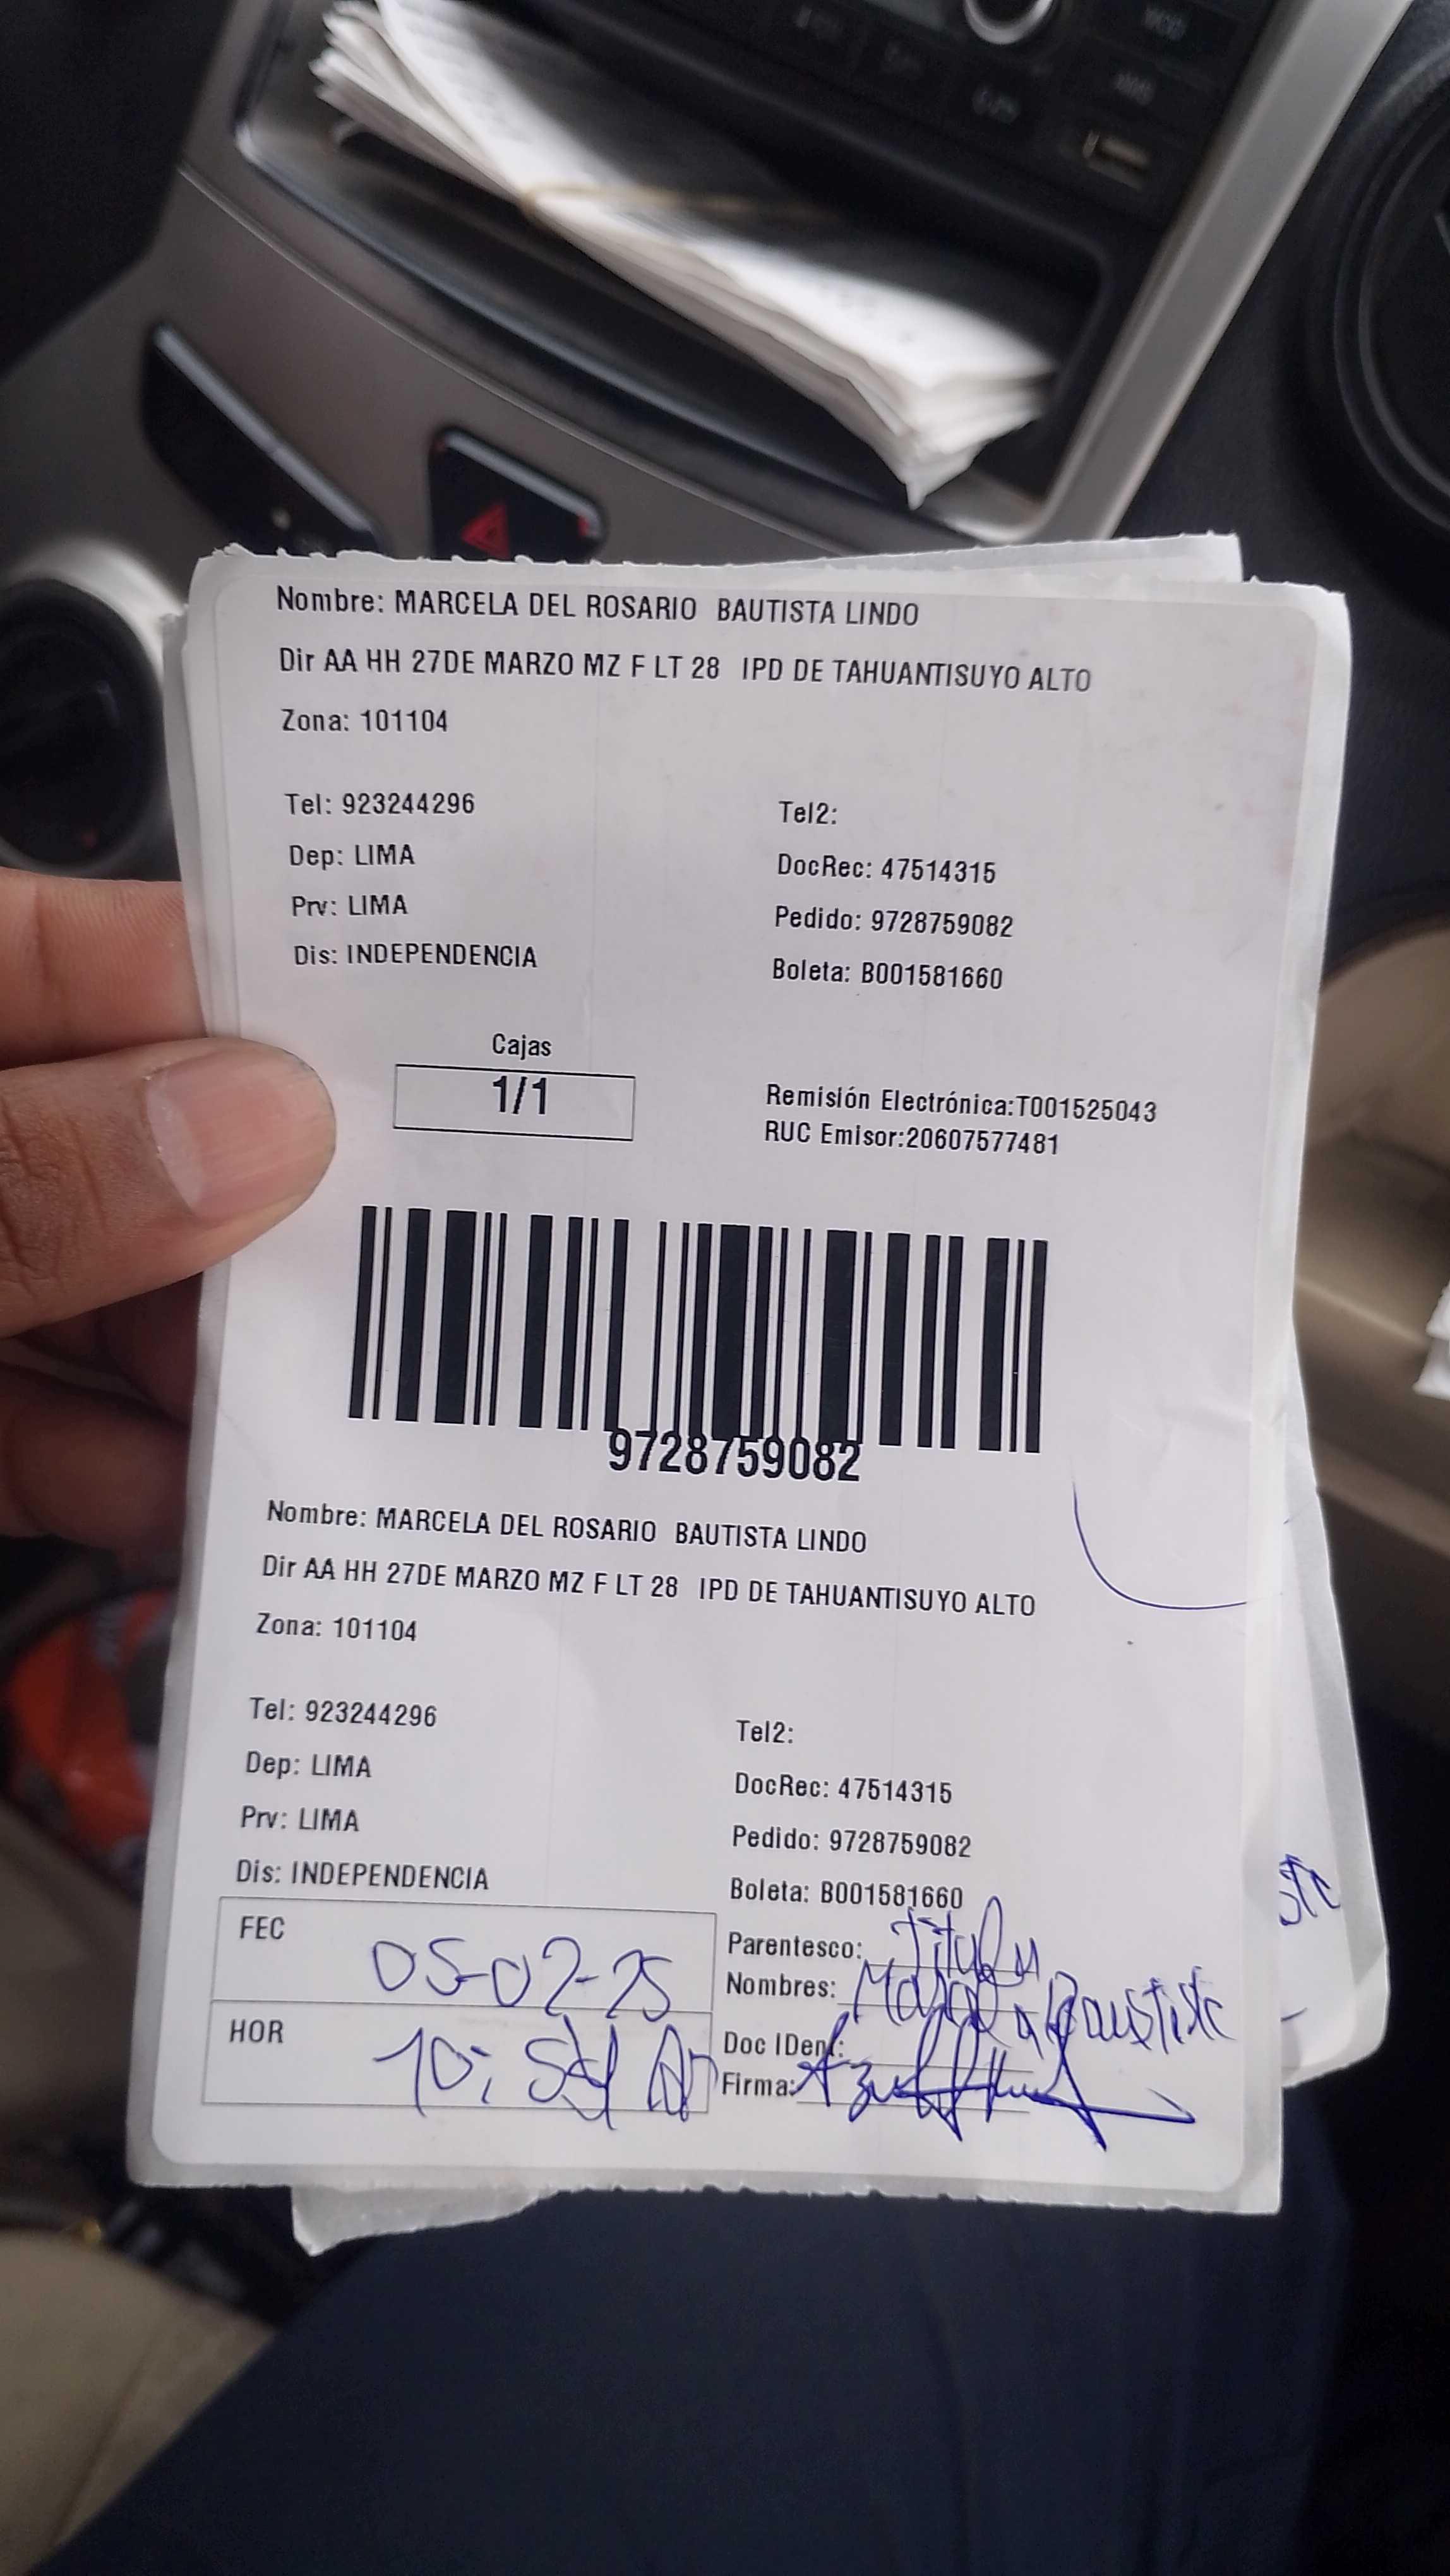 Nombre: MARCELA DEL ROSARIO BAUTISTA LINDO
Dir AA HH 27DE MARZO MZ F LT 28 IPD DE TAHUANTISUYO ALTO
Zona: 101104
Tel: 923244296 Tel2:
Dep: LIMA DocRec: 47514315
Prv: LIMA Pedido: 9728759082
Dis: INDEPENDENCIA Boleta: B001581660
Cajas
1/1
Remisión Electrónica:T001525043
RUC Emisor:20607577481
9728759082
Nombre: MARCELA DEL ROSARIO BAUTISTA LINDO
Dir AA HH 27DE MARZO MZ F LT 28 IPD DE TAHUANTISUYO ALTO
Zona: 101104
Tel: 923244296 Tel2:
Dep: LIMA DocRec: 47514315
Prv: LIMA Pedido: 9728759082
Dis: INDEPENDENCIA Boleta: B001581660
FEC 05-02-25 Parentesco: Titular
Nombres: Bautista
HOR 10: Doc IDent:
Firma: